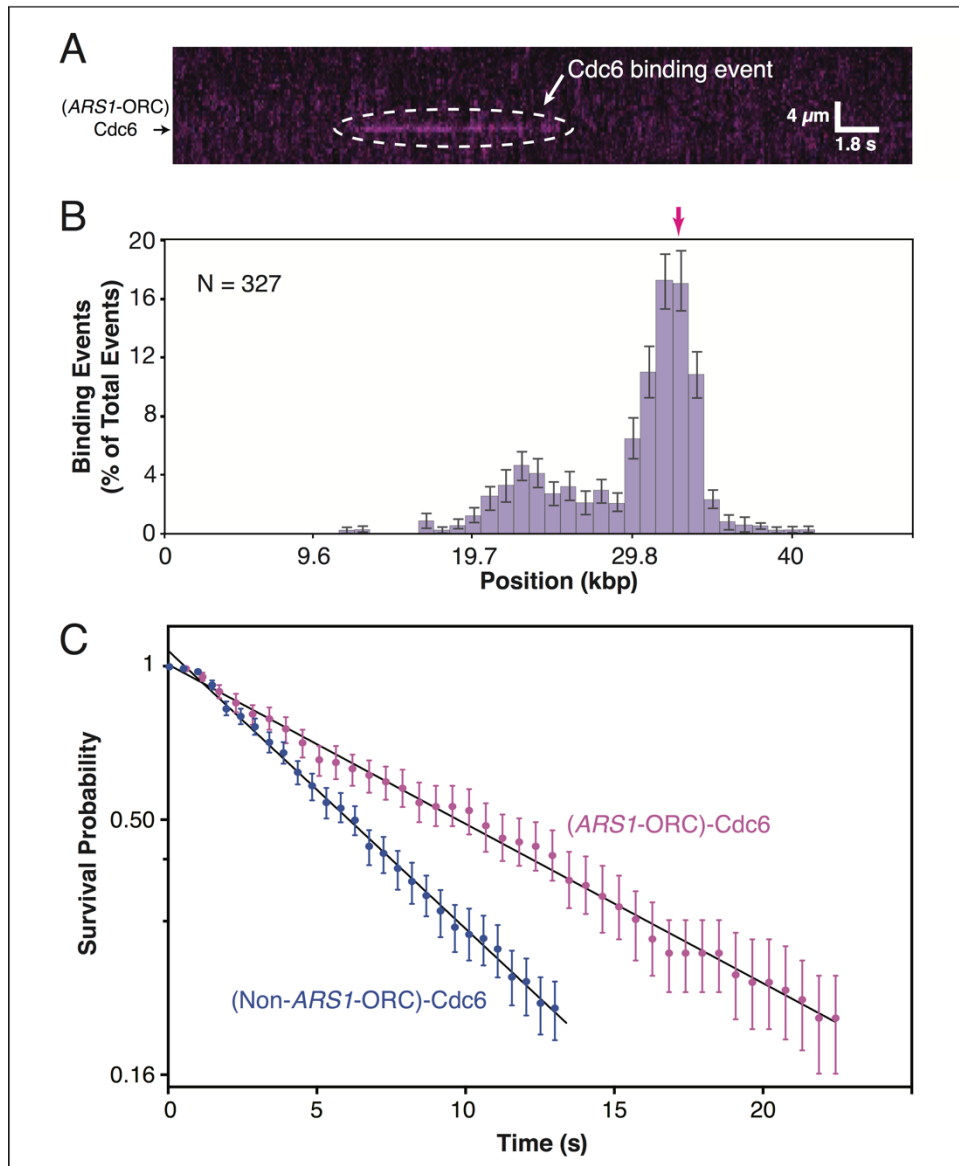 A
Cdc6 binding event
(ARS1-ORC)
Cdc6
4 µm
1.8 s
B
N = 327
20
16
12
8
4
0
Binding Events
(% of Total Events)
0
9.6
19.7
29.8
40
Position (kbp)
C
1
0.50
0.16
Survival Probability
(ARS1-ORC)-Cdc6
(Non-ARS1-ORC)-Cdc6
0
5
10
15
20
Time (s)